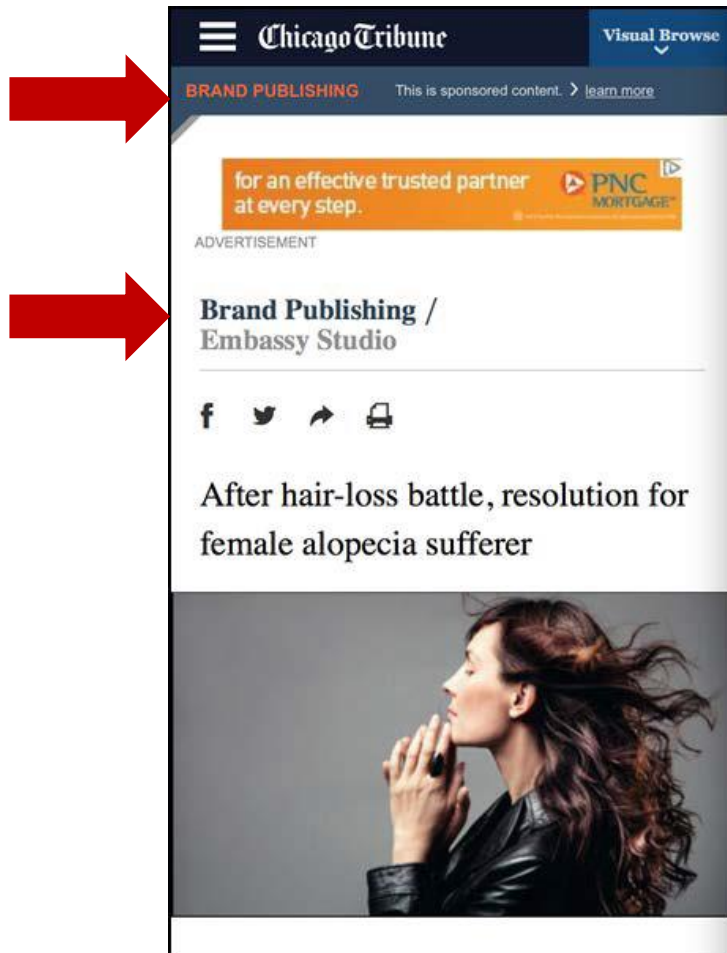 Chicago Tribune
Visual Browse
BRAND PUBLISHING This is sponsored content. > learn more
for an effective trusted partner
at every step.
PNC
MORTGAGE
ADVERTISEMENT
Brand Publishing /
Embassy Studio
f
After hair-loss battle, resolution for
female alopecia sufferer